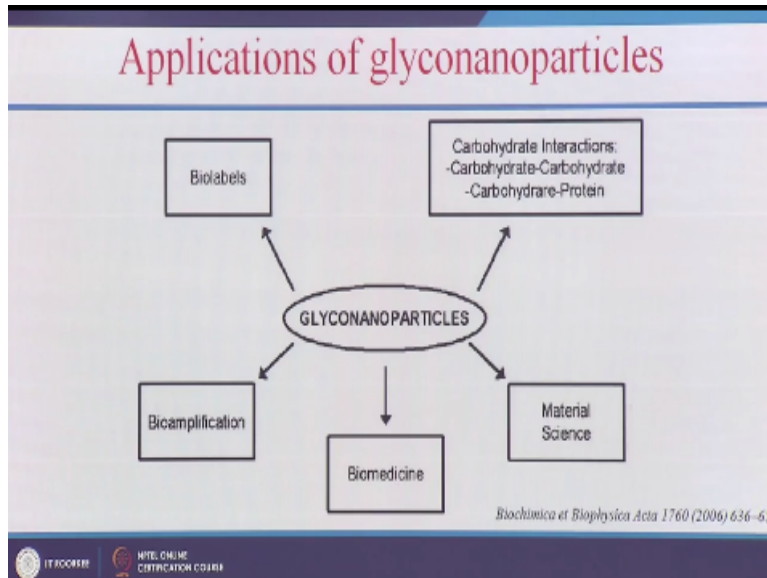 Applications of glyconanoparticles
Biolabels
Carbohydrate Interactions:
-Carbohydrate-Carbohydrate
-Carbohydrare-Protein
GLYCONANOPARTICLES
Bicamplification
Biomedicine
Material
Science
Biochimica et Biophysica Acta 1760 (2006) 636–6
IT ROORKEE
NPTEL ONLINE
CERTIFICATION COURSE